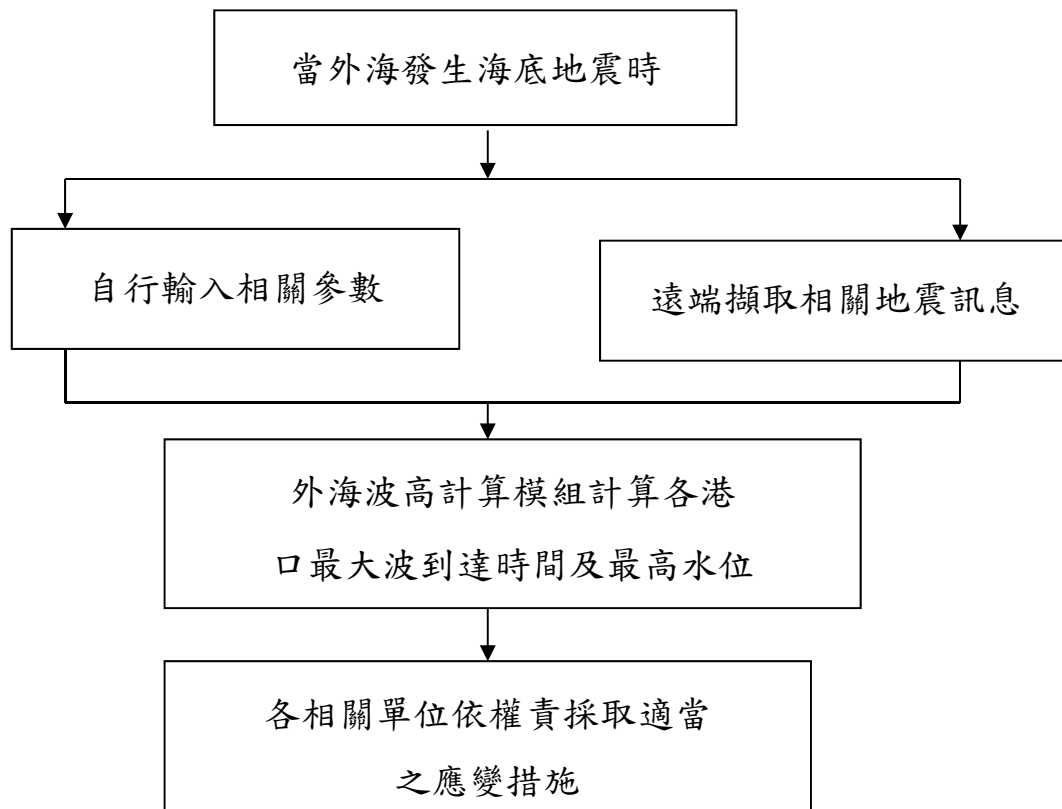 當外海發生海底地震時
自行輸入相關參數
遠端擷取相關地震訊息
外海波高計算模組計算各港
口最大波到達時間及最高水位
各相關單位依權責採取適當
之應變措施